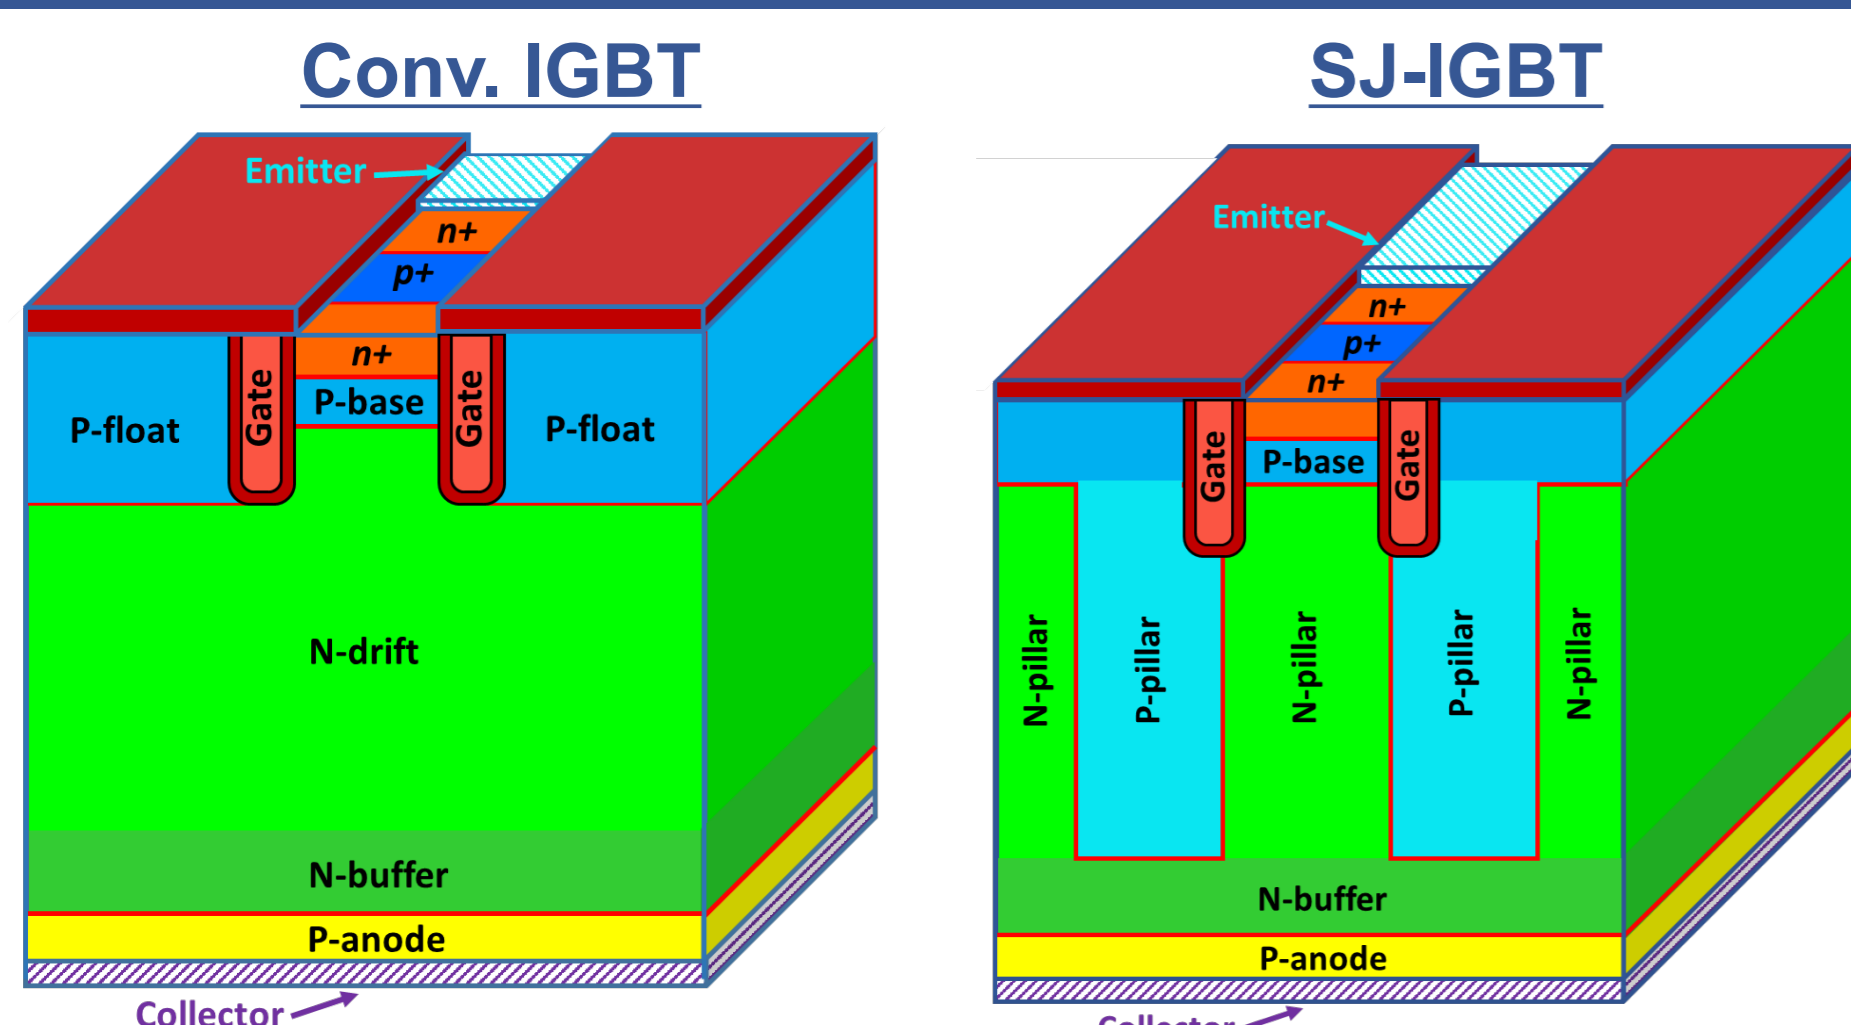 Conv. IGBT
Emitter
n+
p+
n+
Gate
P-base
Gate
P-float
P-float
N-drift
N-buffer
P-anode
Collector
SJ-IGBT
Emitter
n+
p+
n+
Gate
P-base
Gate
N-pillar
P-pillar
N-pillar
P-pillar
N-pillar
N-buffer
P-anode
Collector